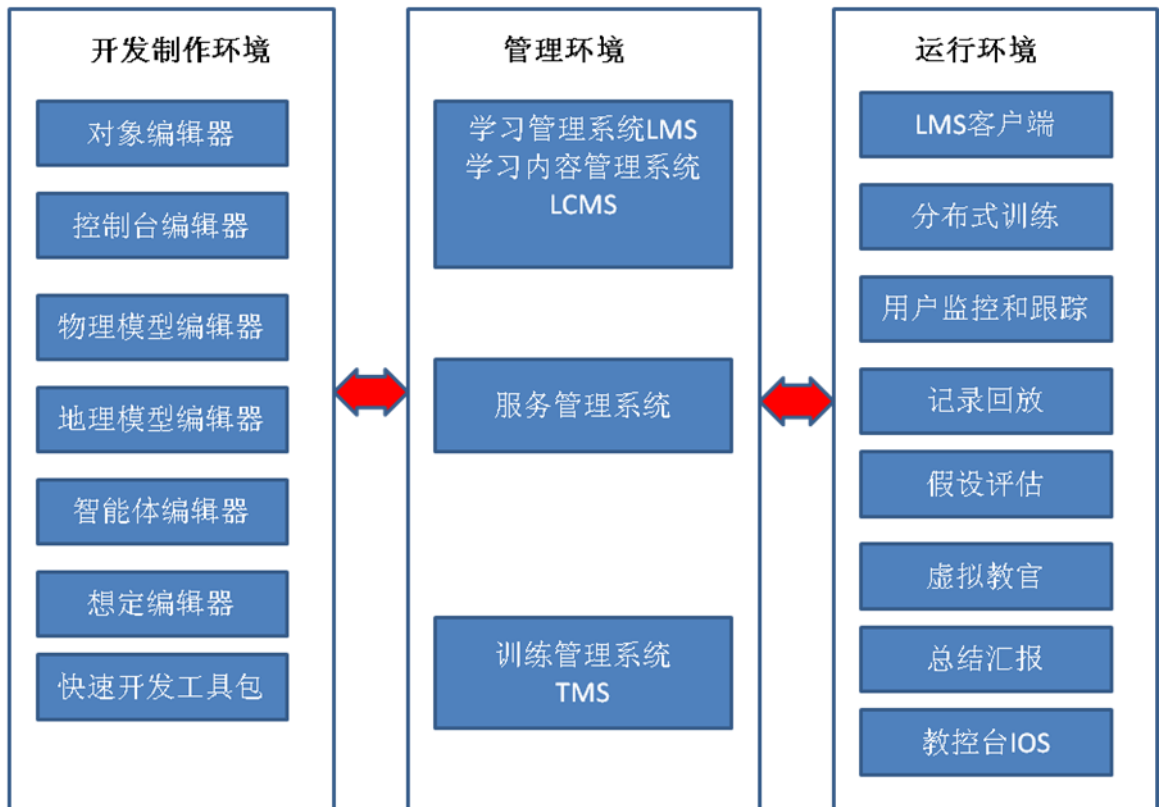 开发制作环境
对象编辑器
控制台编辑器
物理模型编辑器
地理模型编辑器
智能体编辑器
想定编辑器
快速开发工具包
管理环境
学习管理系统LMS
学习内容管理系统
LCMS
服务管理系统
训练管理系统
TMS
运行环境
LMS客户端
分布式训练
用户监控和跟踪
记录回放
假设评估
虚拟教官
总结汇报
教控台IOS